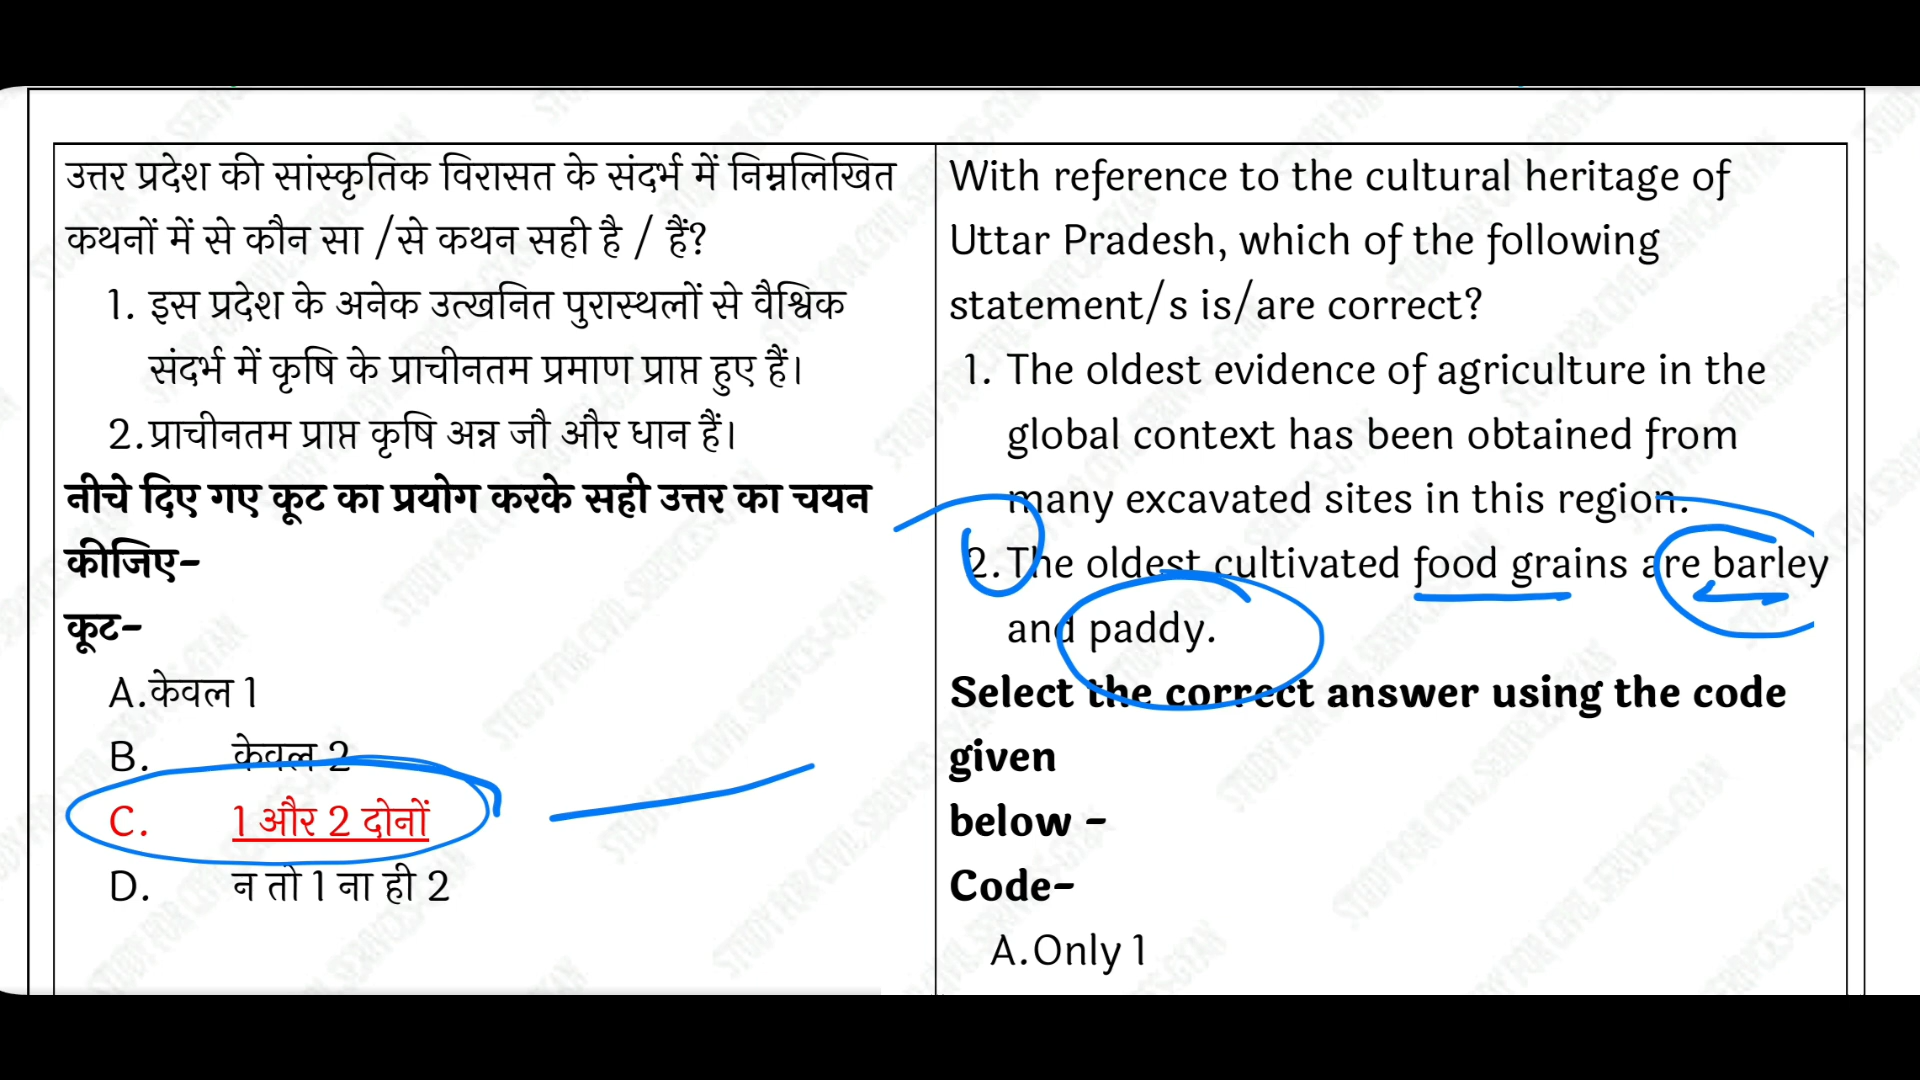 उत्तर प्रदेश की सांस्कृतिक विरासत के संदर्भ में निम्नलिखित
कथनों में से कौन सा /से कथन सही है / हैं?
1. इस प्रदेश के अनेक उत्खनित पुरास्थलों से वैश्विक
संदर्भ में कृषि के प्राचीनतम प्रमाण प्राप्त हुए हैं।
2.प्राचीनतम प्राप्त कृषि अन्न जौ और धान हैं।
नीचे दिए गए कूट का प्रयोग करके सही उत्तर का चयन
कीजिए-
कूट-
A.केवल 1
B. केवल 2
C. 1 और 2 दोनों
D. न तो 1 ना ही 2
With reference to the cultural heritage of
Uttar Pradesh, which of the following
statement/s is/are correct?
1. The oldest evidence of agriculture in the
global context has been obtained from
many excavated sites in this region.
2.The oldest cultivated food grains are barley
and paddy.
Select the correct answer using the code
given
below -
Code-
A.Only 1